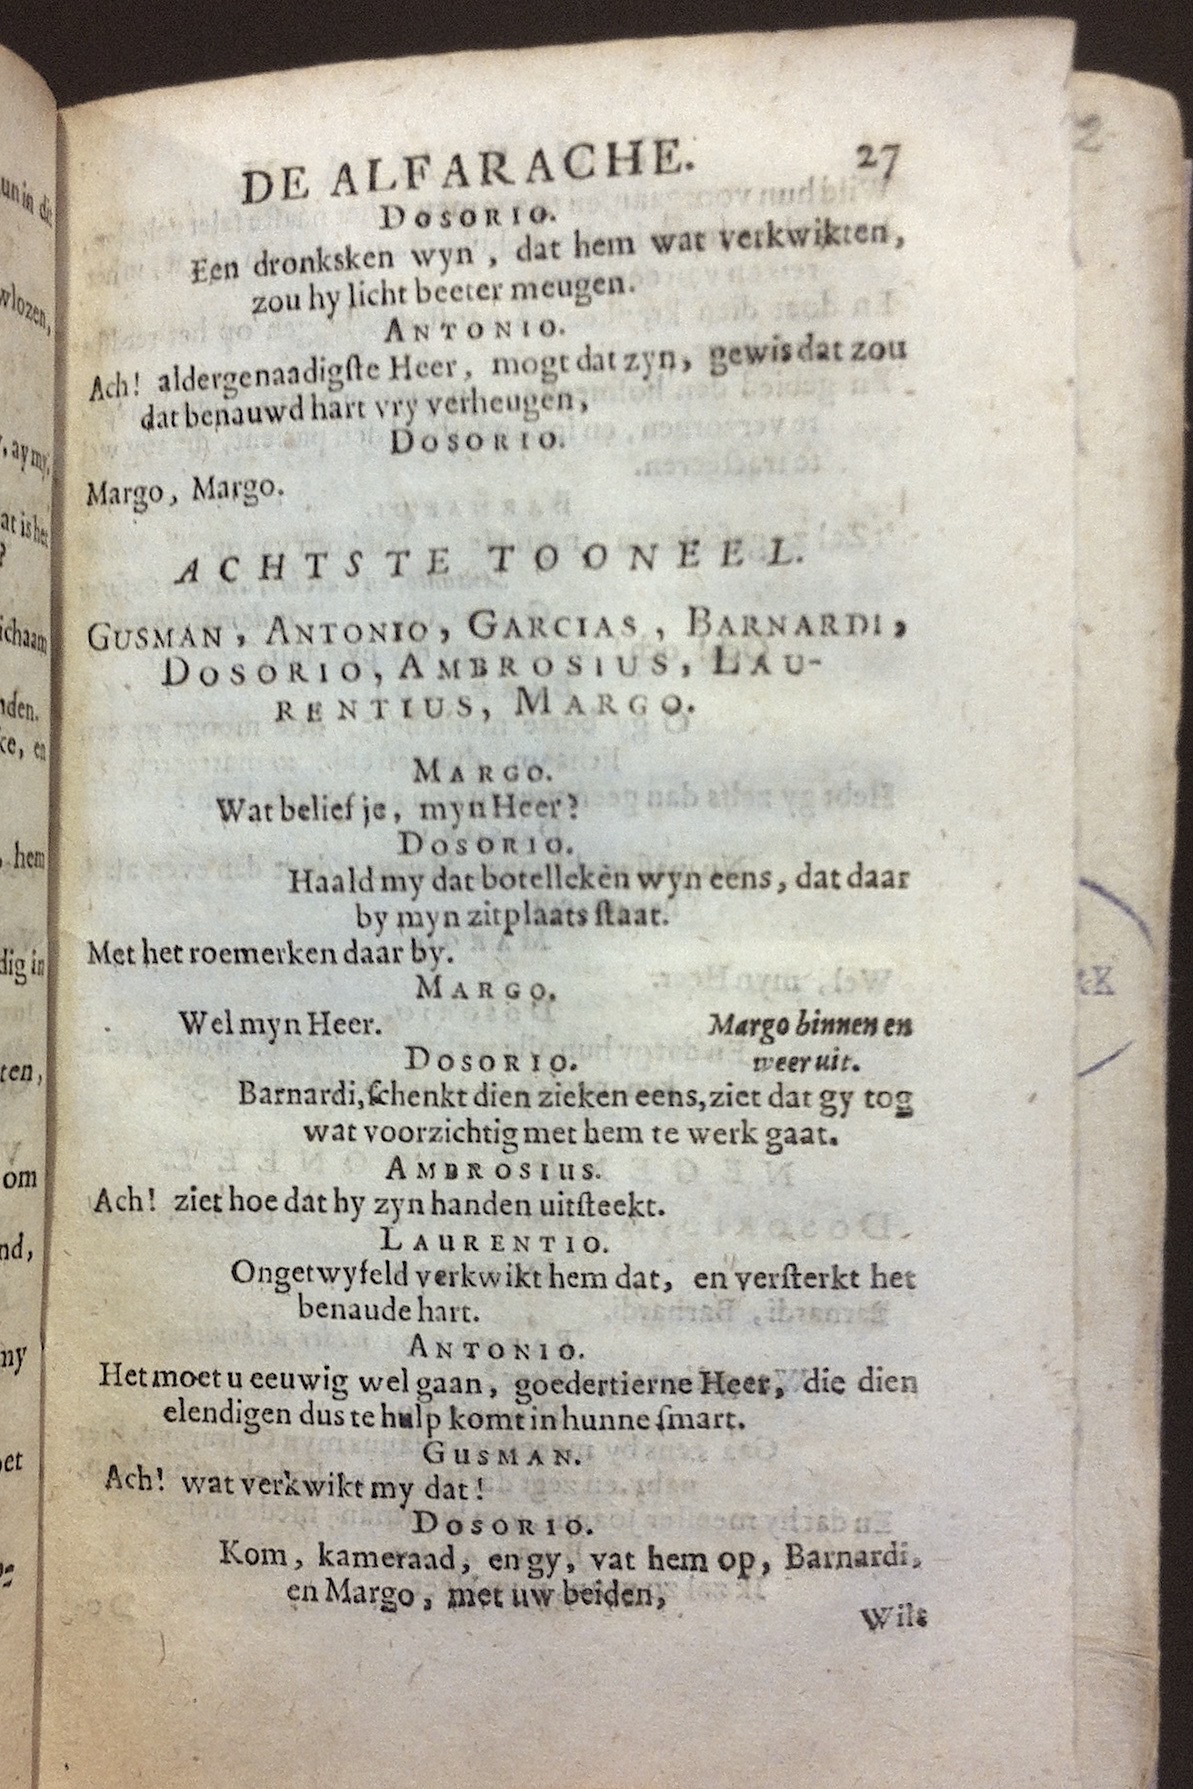 DE ALFARACHE. 27
DOSORIO.
Een dronksken wyn, dat hem wat verkwikten,
zou hy licht beeter meugen.
ANTONIO.
Ach! aldergenaadigſte Heer, mogt dat zyn, gewis dat zou
dat benauwd hart vry verheugen,
DOSORIO.
Margo, Margo.
ACHTSTE TOONEEL.
GUSMAN, ANTONIO, GARCIAS, BARNARDI,
DOSORIO, AMBROSIUS, LAU-
RENTIUS, MARGO.
MARGO.
Wat belief je, myn Heer?
DOSORIO.
Haald my dat botelleken wyn eens, dat daar
by myn zitplaats ſtaat.
Met het roemerken daar by.
MARGO.
Wel myn Heer. Margo binnen en
DOSORIO. weer uit.
Barnardi, ſchenkt dien zieken eens, ziet dat gy tog
wat voorzichtig met hem te werk gaat.
AMBROSIUS.
Ach! ziet hoe dat hy zyn handen uitſteekt.
LAURENTIO.
Ongetwyfeld verkwikt hem dat, en verſterkt het
benaude hart.
ANTONIO.
Het moet u eeuwig wel gaan, goedertierne Heer, die dien
elendigen dus te hulp komt in hunne ſmart.
GUSMAN.
Ach! wat verkwikt my dat!
DOSORIO.
Kom, kameraad, en gy, vat hem op, Barnardi,
en Margo, met uw beiden,
Wilt